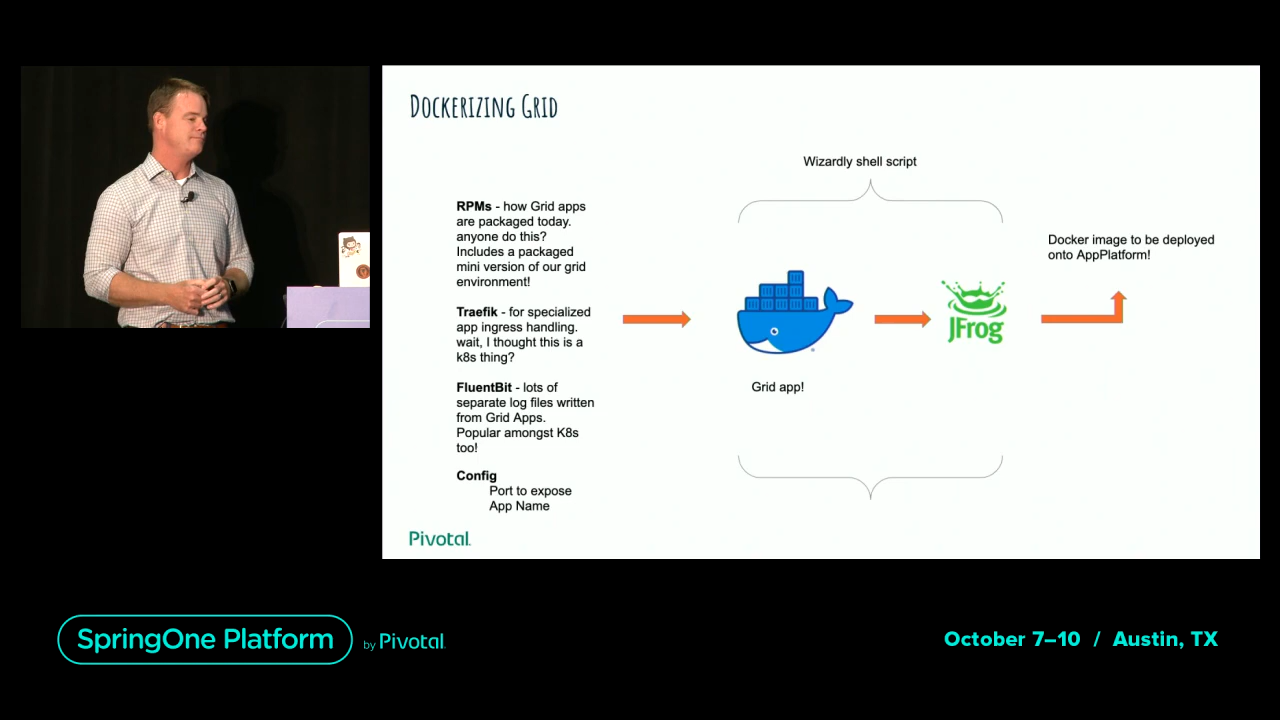 DOCKERIZING GRID
Wizardly shell script
RPMs - how Grid apps
are packaged today.
anyone do this?
Includes a packaged
mini version of our grid
environment!
Traefik - for specialized
app ingress handling.
wait, I thought this is a
k8s thing?
FluentBit - lots of
separate log files written
from Grid Apps.
Popular amongst K8s
too!
Config
Port to expose
App Name
Grid app!
JFrog
Docker image to be deployed
onto AppPlatform!
Pivotal
SpringOne Platform
by Pivotal
October 7–10 / Austin, TX